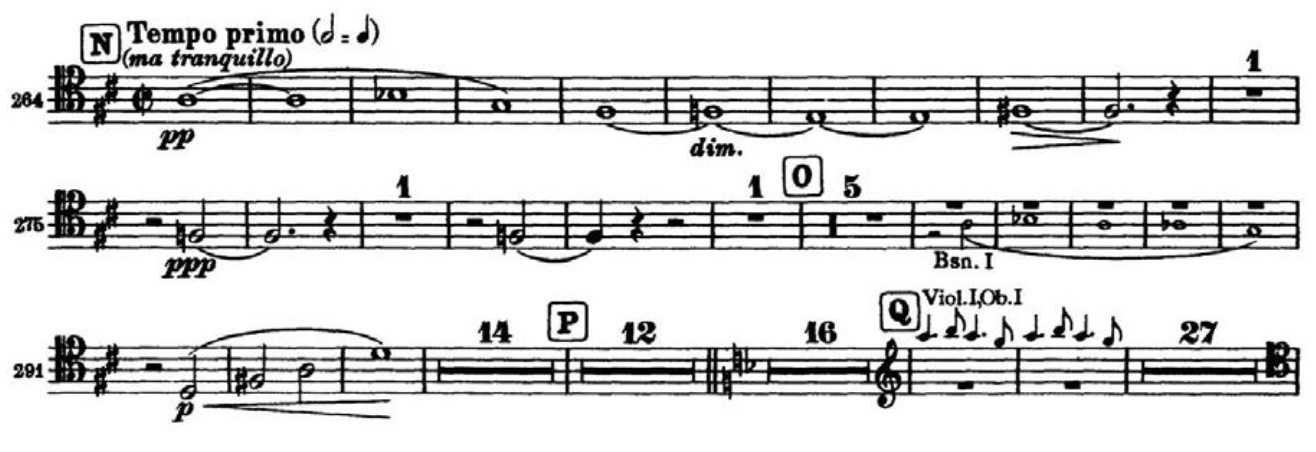 N Tempo primo (𝅗𝅥 = 𝅘𝅥)
(ma tranquillo)
1
264
pp
dim.
1 1 O 5
275
ppp
Bsn. I
Q Viol.I,Ob.I
14 P 12 16 27
291
p